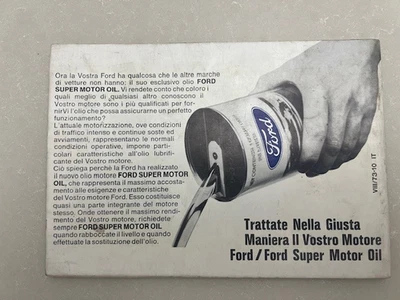 Ora la Vostra Ford ha qualcosa che le altre marche
di vetture non hanno: il suo esclusivo olio FORD
SUPER MOTOR OIL. Vi rendete conto che coloro i
quali meglio di qualsiasi altro conoscono il
Vostro motore sono i più qualificati per for-
nirVi l'olio che possa assicurarne un perfetto
funzionamento?
L'attuale motorizzazione, ove condizioni
di traffico intenso e continue soste ed
avviamenti, rappresentano le normali
condizioni operative, impone parti-
colari caratteristiche all'olio lubrifi-
cante del Vostro motore.
Ciò spiega perchè la Ford ha realizzato
il nuovo olio motore FORD SUPER MOTOR
OIL, che rappresenta il massimo accosta-
mento alle esigenze e caratteristiche
del Vostro motore Ford. Esso costituisce
quasi una parte integrante del motore
stesso. Onde ottenere il massimo rendi-
mento del Vostro motore, richiedete
sempre FORD SUPER MOTOR OIL
quando rabboccate il livello e quando
effettuate la sostituzione dell'olio.
Ford
VIII/73-10 IT
Trattate Nella Giusta
Maniera Il Vostro Motore
Ford/Ford Super Motor Oil